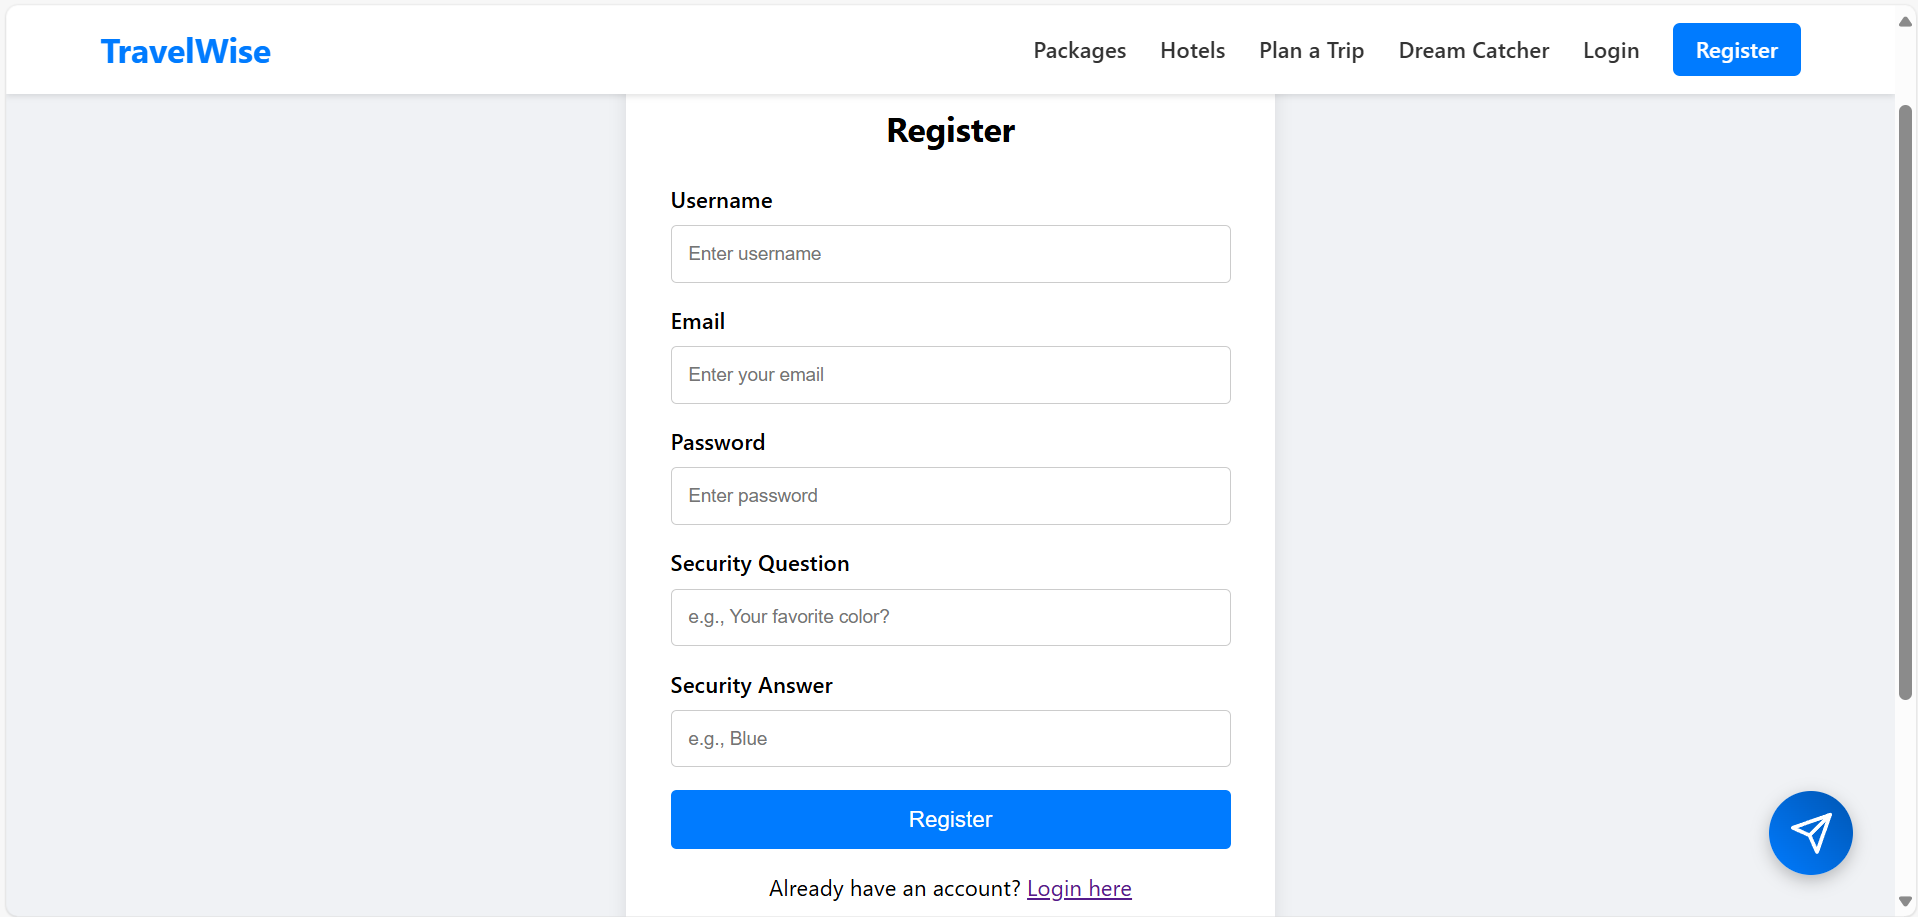 TravelWise
Packages Hotels Plan a Trip Dream Catcher Login Register
Register
Username
Enter username
Email
Enter your email
Password
Enter password
Security Question
e.g., Your favorite color?
Security Answer
e.g., Blue
Register
Already have an account? Login here